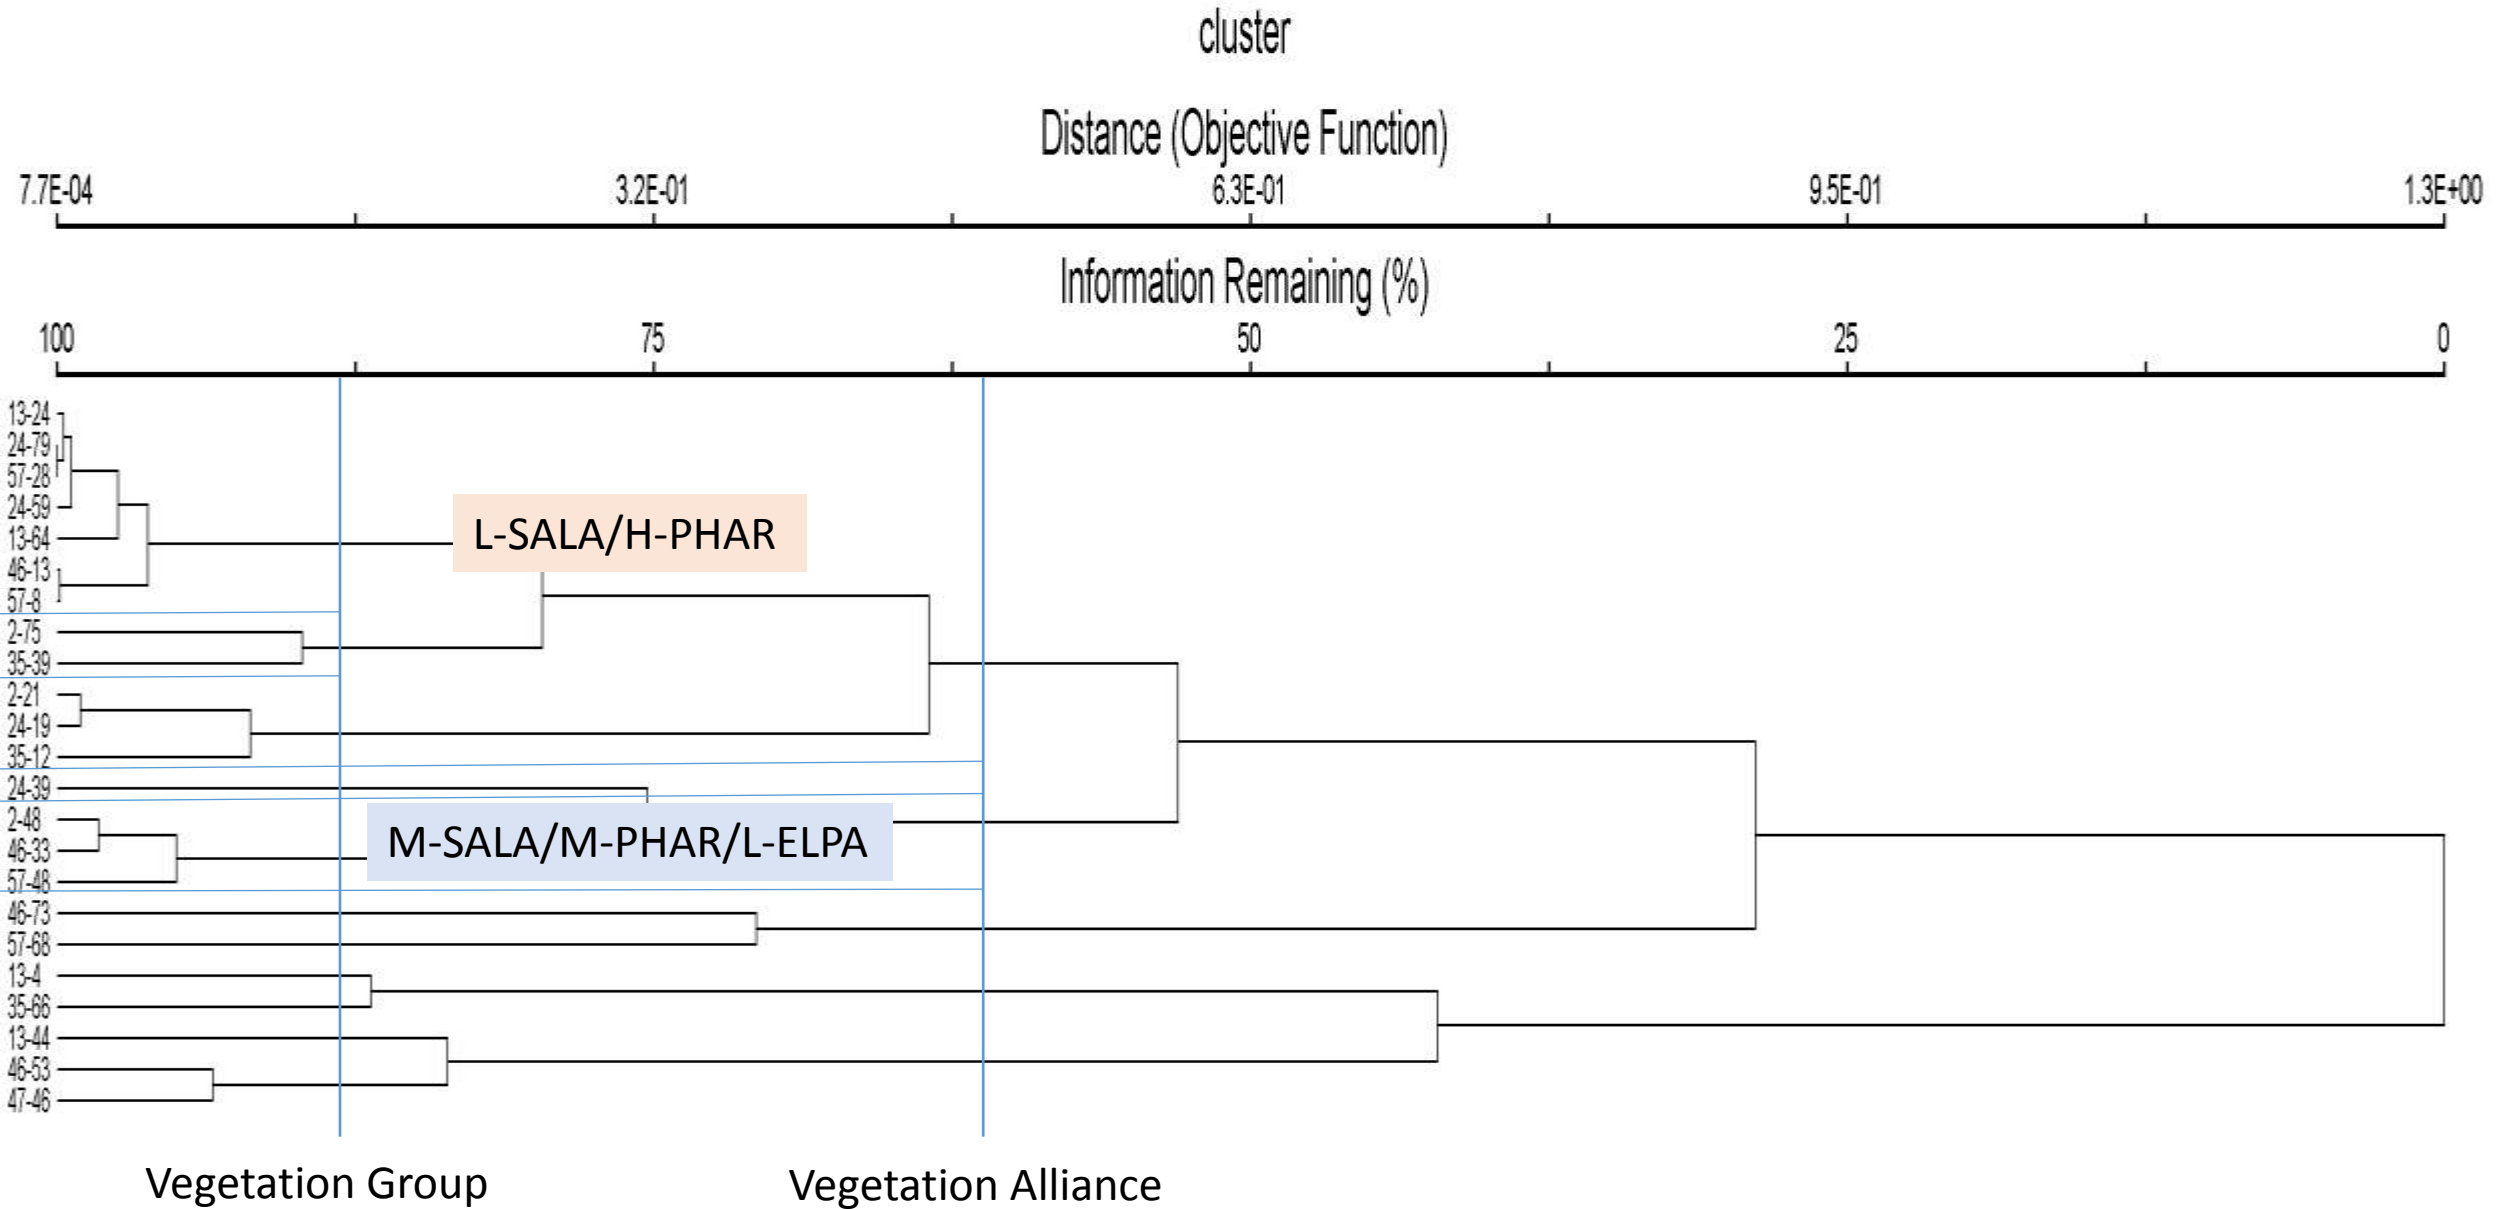 cluster
Distance (Objective Function)
7.7E-04 3.2E-01 6.3E-01 9.5E-01 1.3E+00
Information Remaining (%)
100 75 50 25 0
13-24
24-79
57-28
24-59
13-64
46-13
57-8
2-75
35-39
2-21
24-19
35-12
24-39
2-48
46-33
57-48
46-73
57-68
13-4
35-66
13-44
46-53
47-46
L-SALA/H-PHAR
M-SALA/M-PHAR/L-ELPA
Vegetation Group
Vegetation Alliance